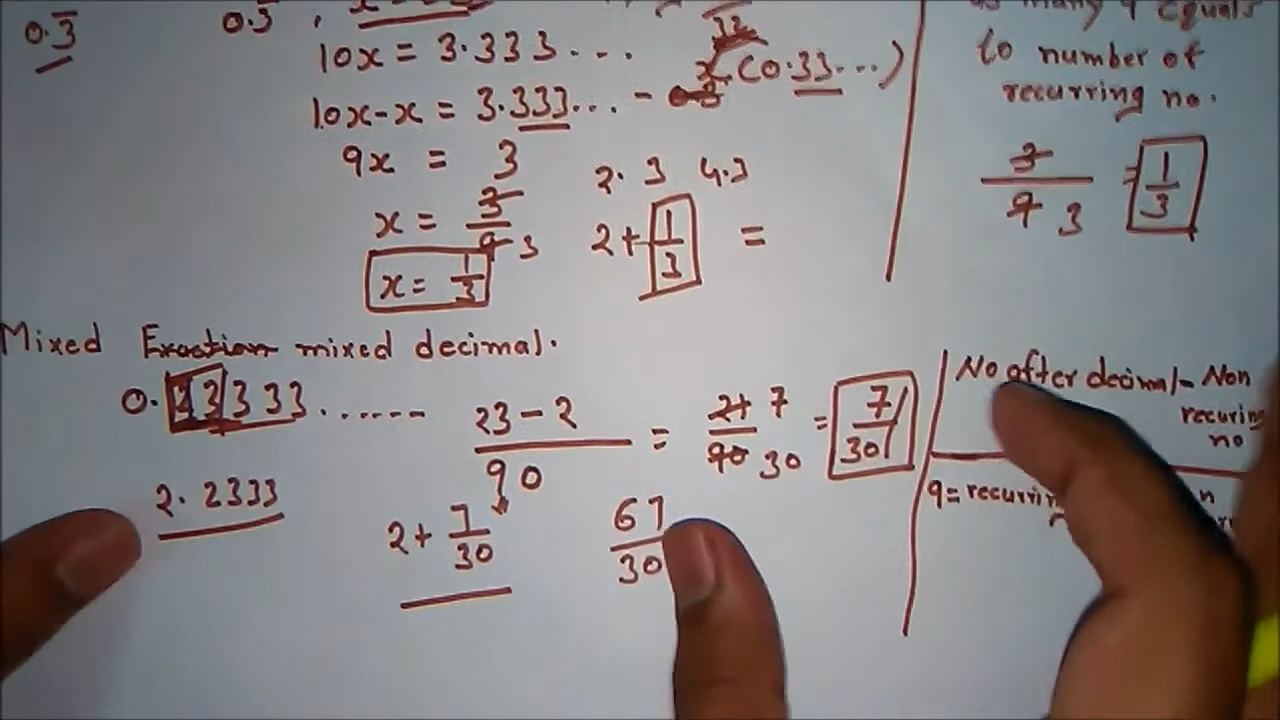 0.3̅
0.3̅ ,
10x = 3.333...
x (0.33...)
10x-x = 3.333... -
9x = 3
x = 3/9 3
x = 1/3
2.3 4.3
2+ 1/3 =
to number of
recurring no.
3/9 3 = 1/3
Mixed Fraction mixed decimal.
0.23333......
23-2/90 = 21/90 7/30 = 7/30
2.2333
2+ 7/30
67/30
No after decimal - Non
recuring
no
9 =